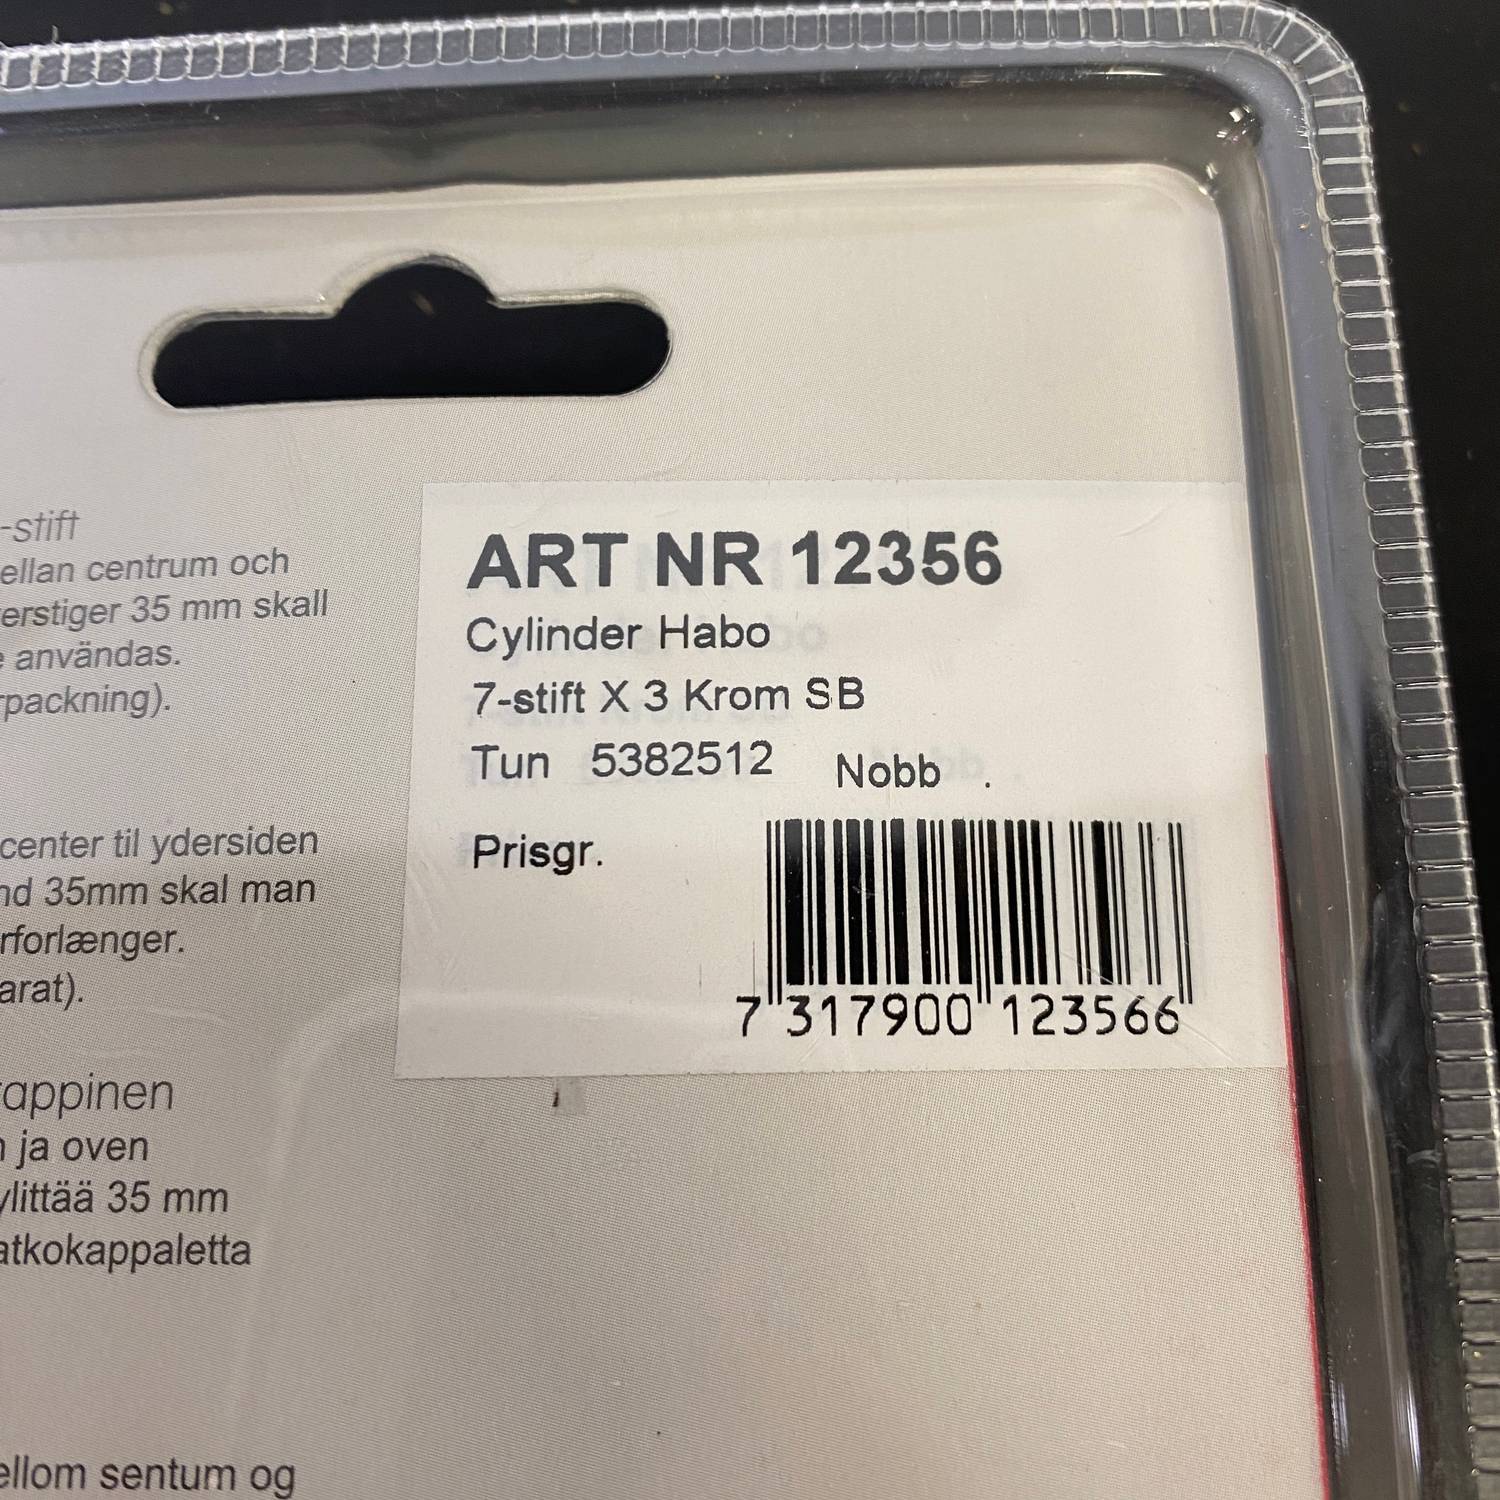 -stift
ellan centrum och
erstiger 35 mm skall
användas.
rpackning).
center til ydersiden
nd 35mm skal man
rforlænger.
arat).
appinen
ja oven
ylittää 35 mm
atkokappaletta
ellom sentum og
ART NR 12356
Cylinder Habo
7-stift X 3 Krom SB
Tun 5382512 Nobb .
Prisgr.
7 317900 123566